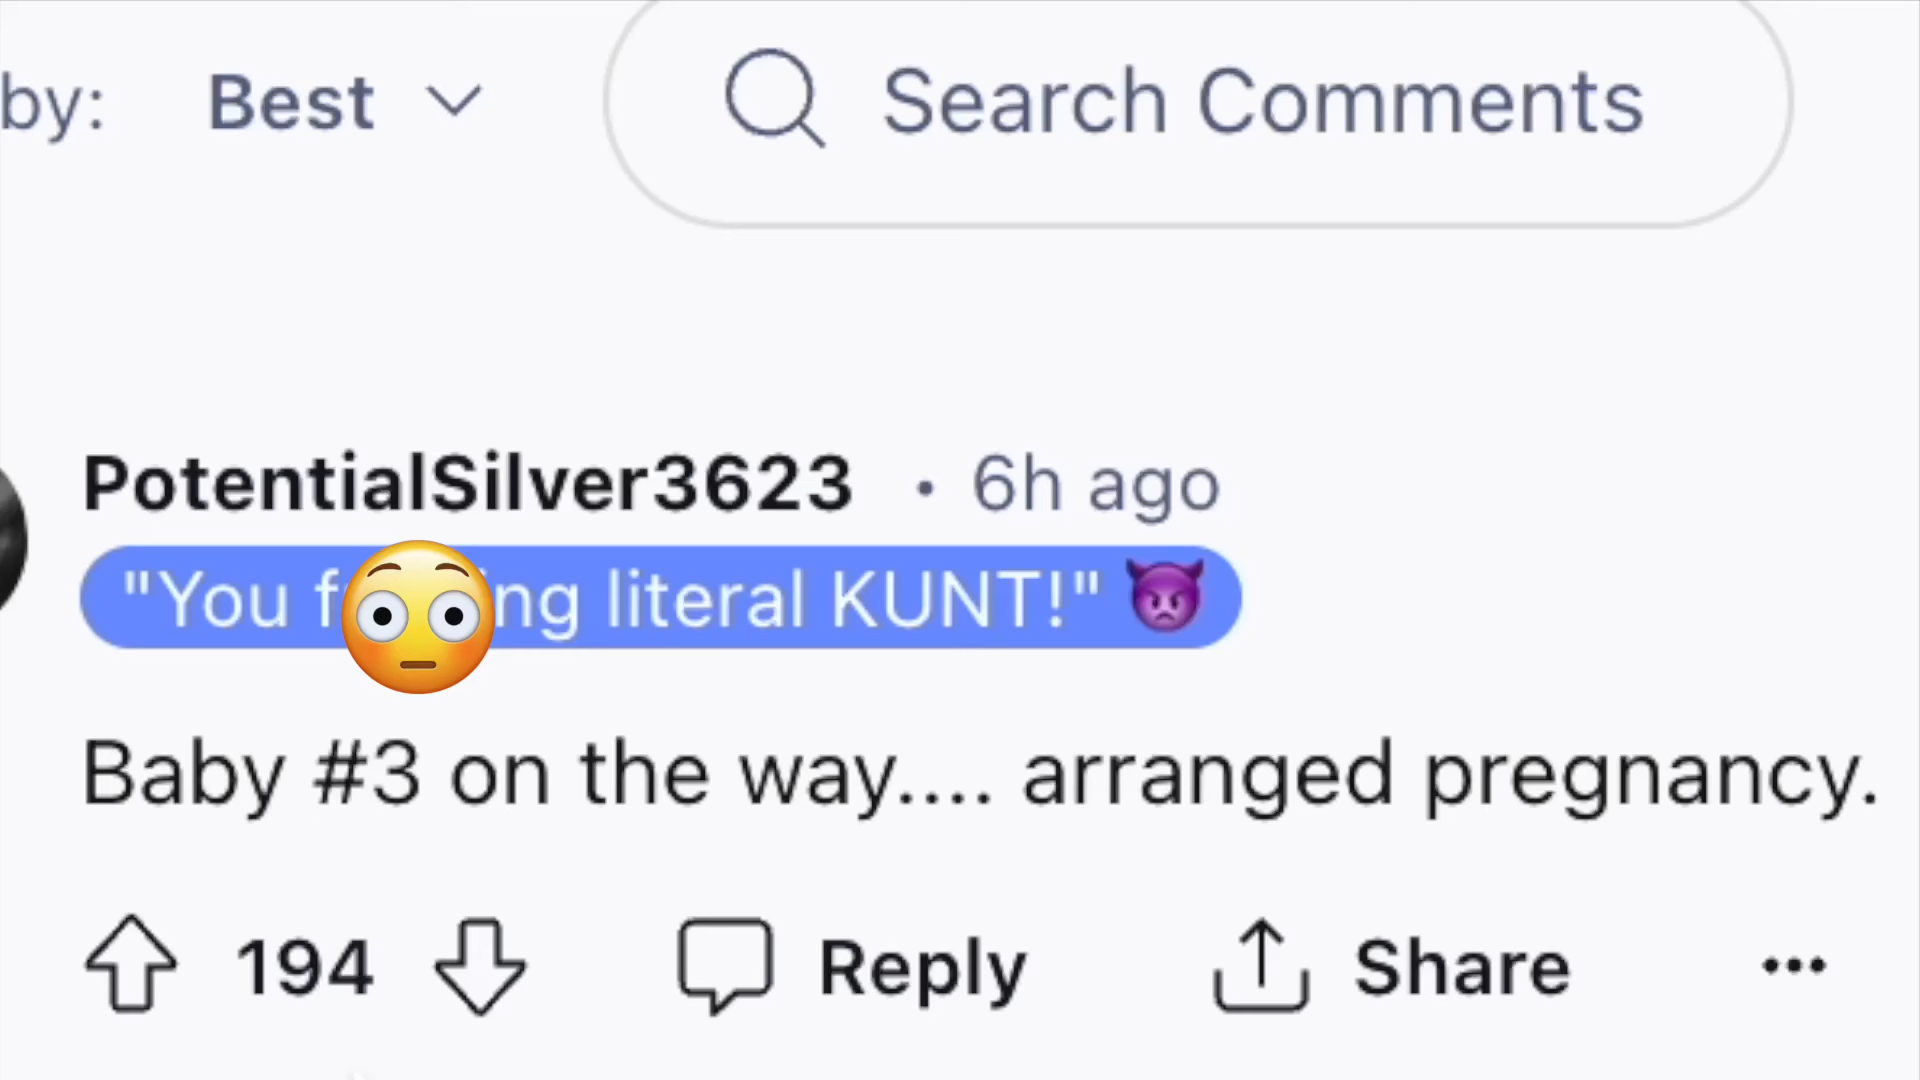 by: Best Search Comments
PotentialSilver3623 • 6h ago
"You f ng literal KUNT!" 👿
Baby #3 on the way.... arranged pregnancy.
194 Reply Share ...